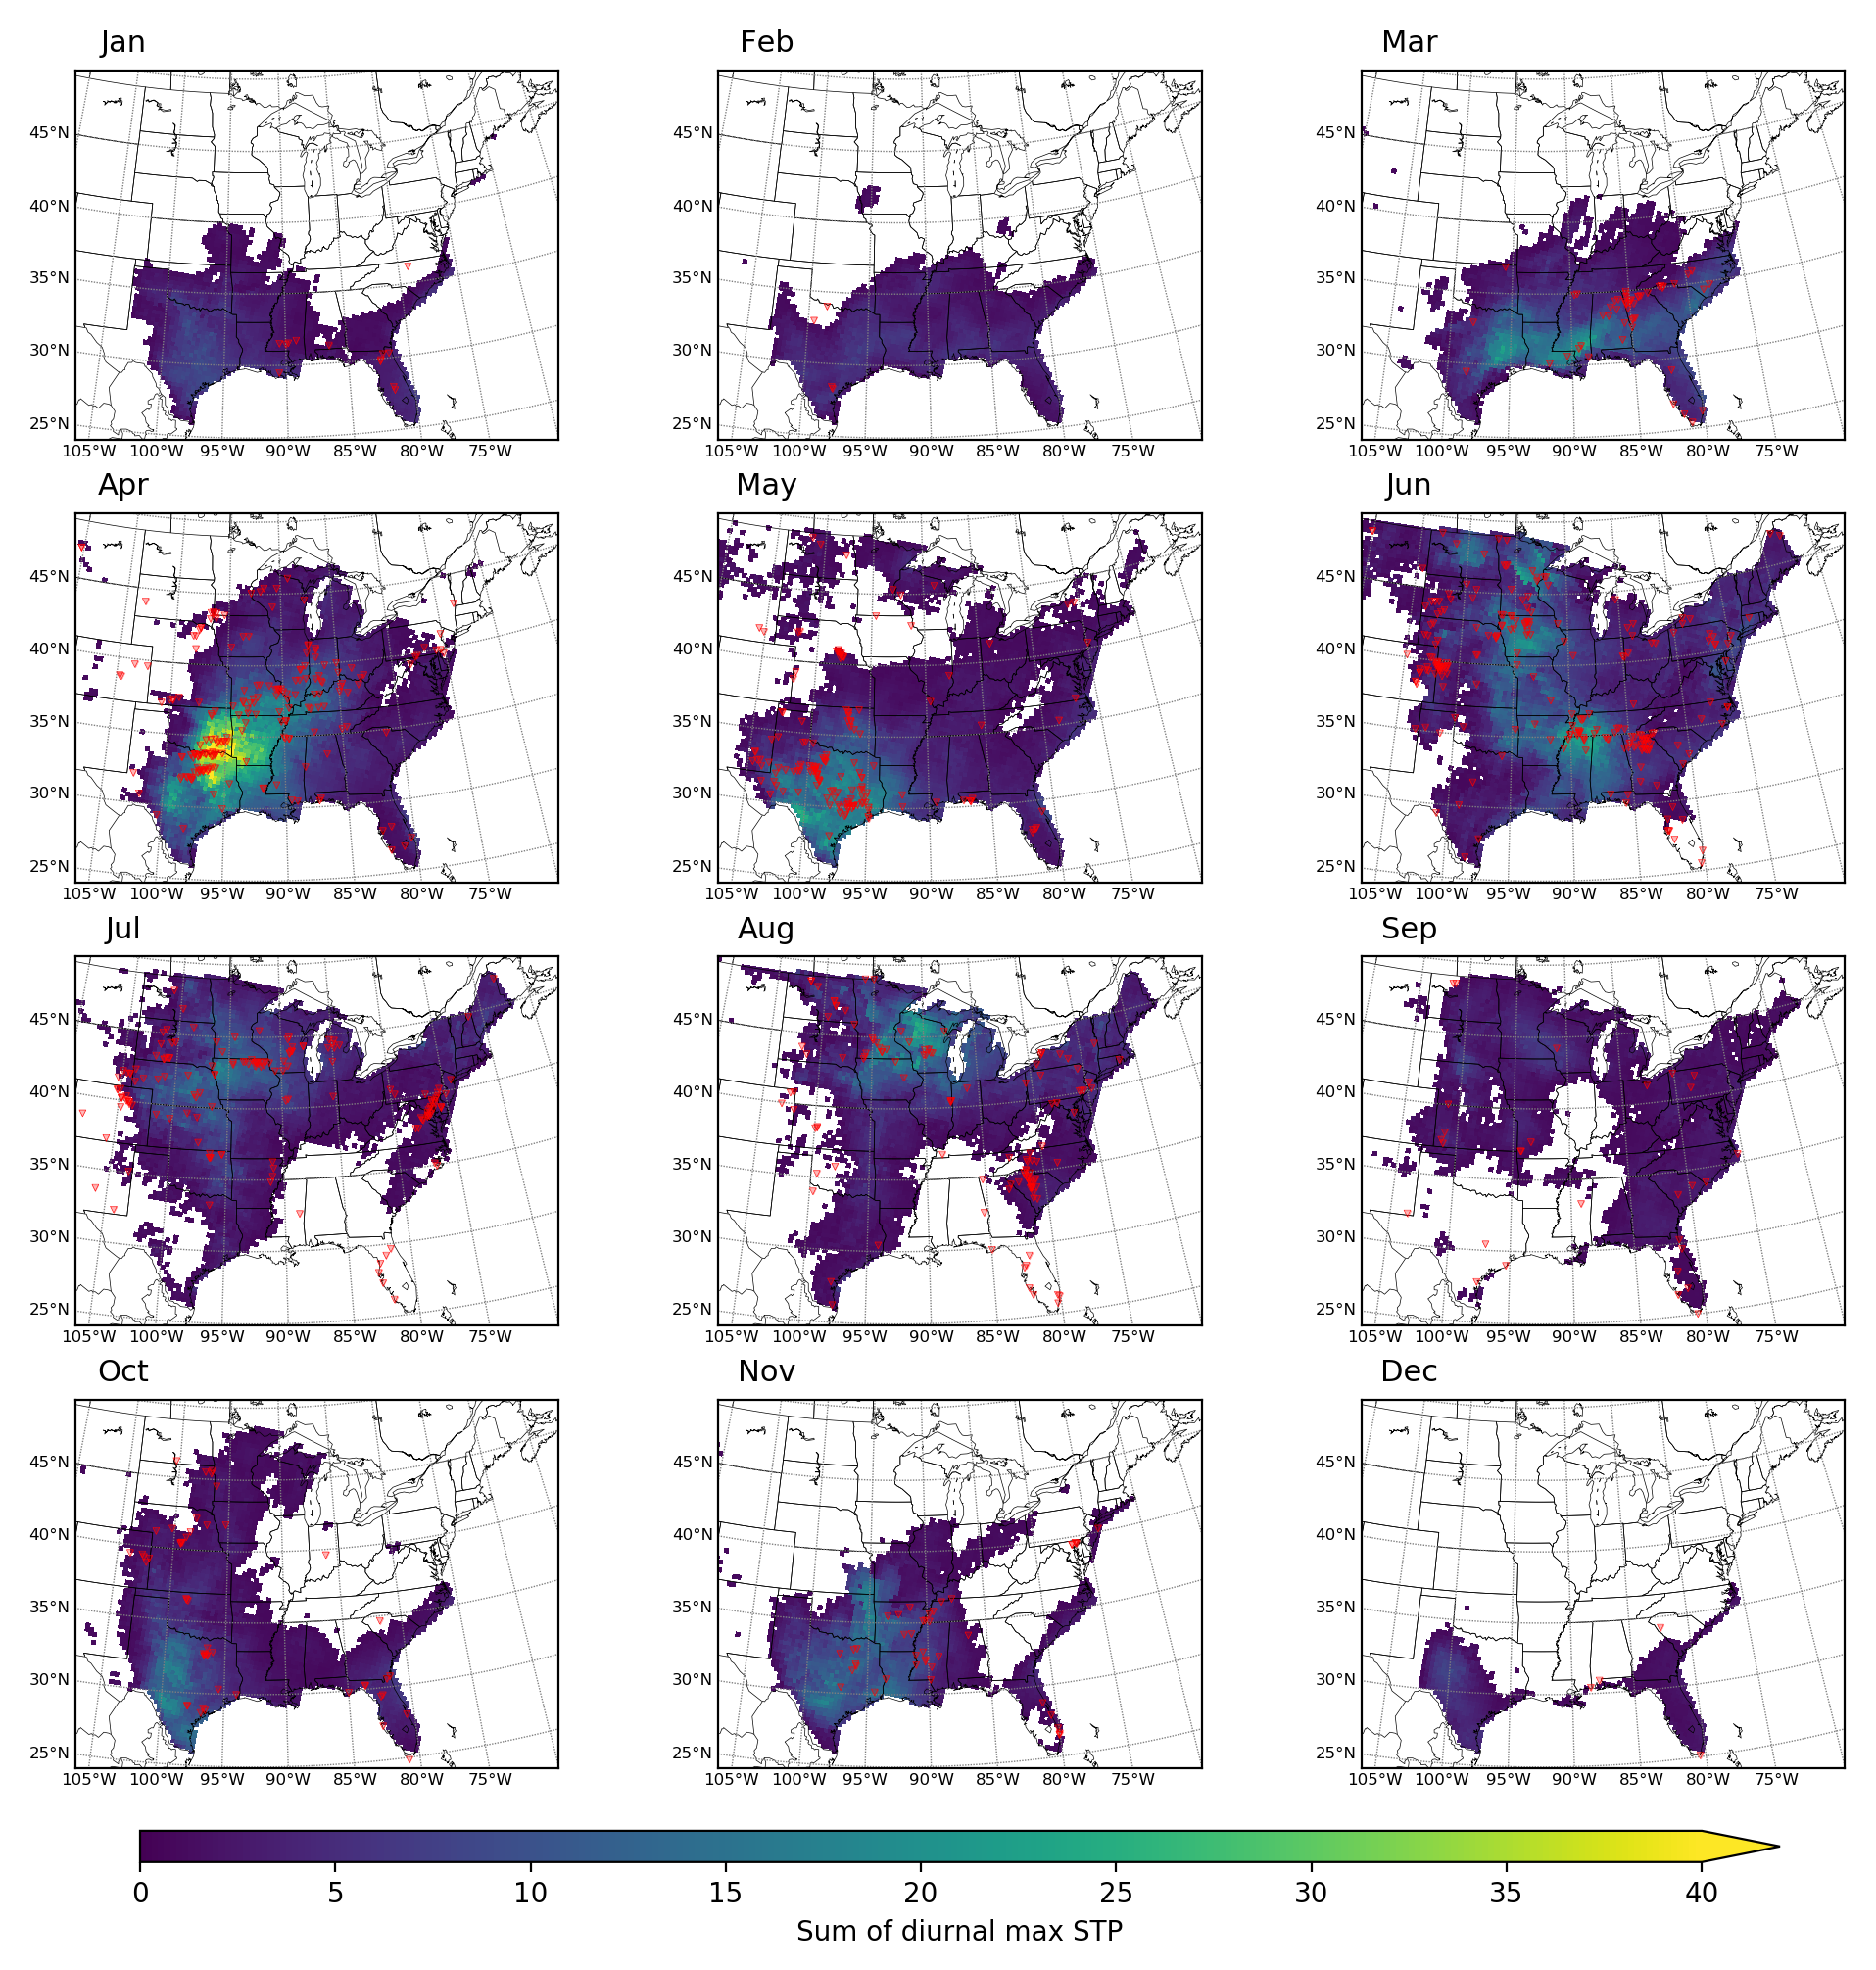 Jan Feb Mar
45°N 45°N 45°N
40°N 40°N 40°N
35°N 35°N 35°N
30°N 30°N 30°N
25°N 25°N 25°N
105°W 100°W 95°W 90°W 85°W 80°W 75°W 105°W 100°W 95°W 90°W 85°W 80°W 75°W 105°W 100°W 95°W 90°W 85°W 80°W 75°W
Apr May Jun
45°N 45°N 45°N
40°N 40°N 40°N
35°N 35°N 35°N
30°N 30°N 30°N
25°N 25°N 25°N
105°W 100°W 95°W 90°W 85°W 80°W 75°W 105°W 100°W 95°W 90°W 85°W 80°W 75°W 105°W 100°W 95°W 90°W 85°W 80°W 75°W
Jul Aug Sep
45°N 45°N 45°N
40°N 40°N 40°N
35°N 35°N 35°N
30°N 30°N 30°N
25°N 25°N 25°N
105°W 100°W 95°W 90°W 85°W 80°W 75°W 105°W 100°W 95°W 90°W 85°W 80°W 75°W 105°W 100°W 95°W 90°W 85°W 80°W 75°W
Oct Nov Dec
45°N 45°N 45°N
40°N 40°N 40°N
35°N 35°N 35°N
30°N 30°N 30°N
25°N 25°N 25°N
105°W 100°W 95°W 90°W 85°W 80°W 75°W 105°W 100°W 95°W 90°W 85°W 80°W 75°W 105°W 100°W 95°W 90°W 85°W 80°W 75°W
0 5 10 15 20 25 30 35 40
Sum of diurnal max STP